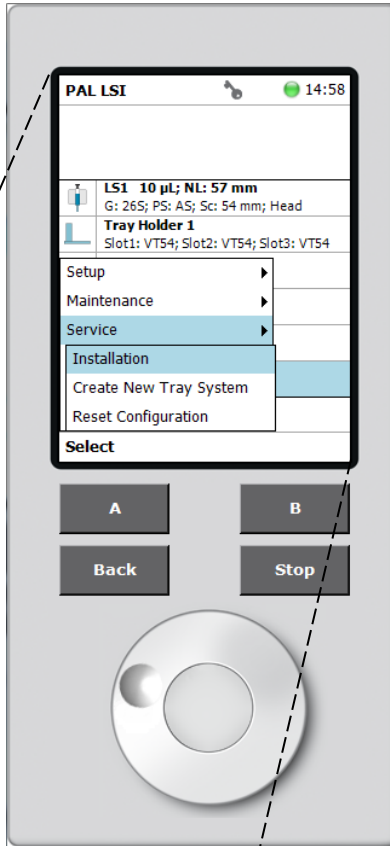 PAL LSI 14:58
LS1 10 µL; NL: 57 mm
G: 26S; PS: AS; Sc: 54 mm; Head
Tray Holder 1
Slot1: VT54; Slot2: VT54; Slot3: VT54
Setup
Maintenance
Service
Installation
Create New Tray System
Reset Configuration
Select
A B
Back Stop